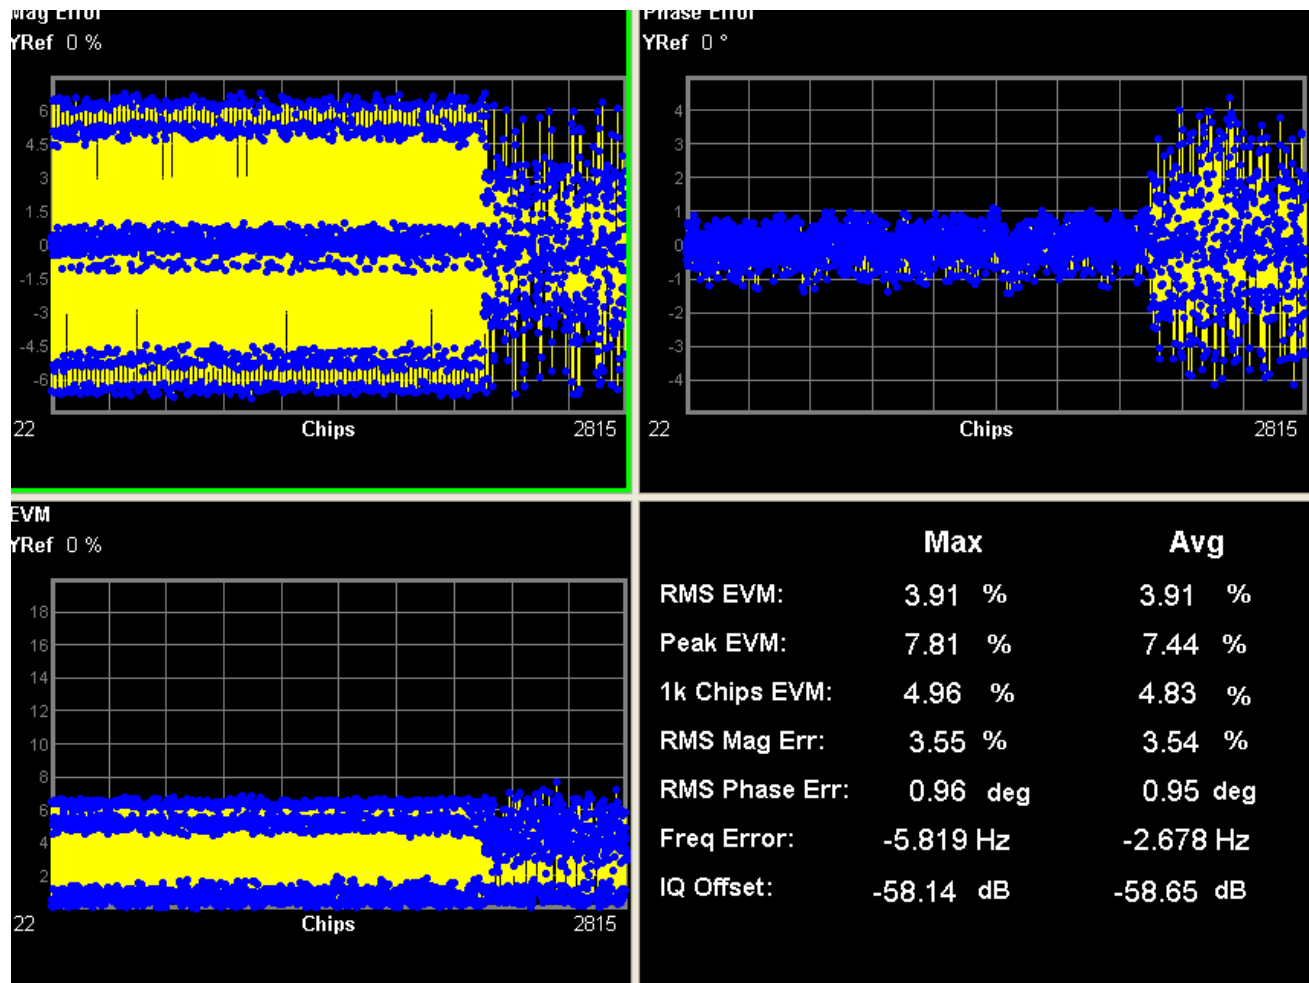 Mag Error
YRef 0 %
6
4.5
3
1.5
0
-1.5
-3
-4.5
-6
22 Chips 2815
Phase Error
YRef 0 °
4
3
2
1
0
-1
-2
-3
-4
22 Chips 2815
EVM
YRef 0 %
18
16
14
12
10
8
6
4
2
22 Chips 2815
Max Avg
RMS EVM: 3.91 % 3.91 %
Peak EVM: 7.81 % 7.44 %
1k Chips EVM: 4.96 % 4.83 %
RMS Mag Err: 3.55 % 3.54 %
RMS Phase Err: 0.96 deg 0.95 deg
Freq Error: -5.819 Hz -2.678 Hz
IQ Offset: -58.14 dB -58.65 dB